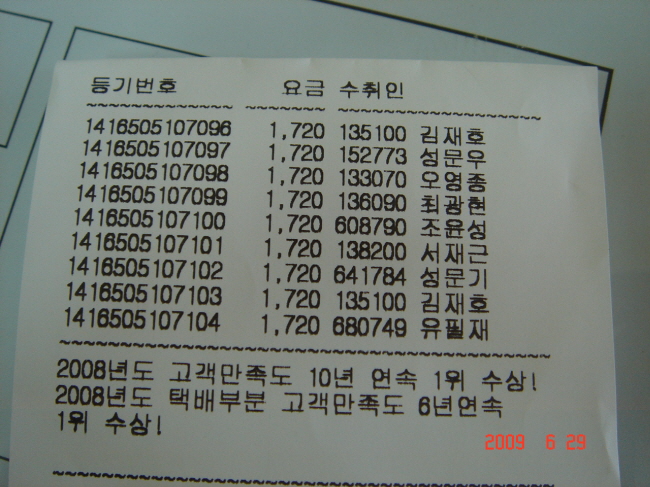 등기번호 요금 수취인
~~~~~~~~~~~~~ ~~~~~~~ ~~~~~~~~~~~~~~~~~~
1416505107096 1,720 135100 김재호
1416505107097 1,720 152773 성문우
1416505107098 1,720 133070 오영종
1416505107099 1,720 136090 최광현
1416505107100 1,720 608790 조윤성
1416505107101 1,720 138200 서재근
1416505107102 1,720 641784 성문기
1416505107103 1,720 135100 김재호
1416505107104 1,720 680749 유필재
~~~~~~~~~~~~~~~~~~~~~~~~~~~~~~~~~~~~~~~~~~
2008년도 고객만족도 10년 연속 1위 수상!
2008년도 택배부분 고객만족도 6년연속
1위 수상!
~~~~~~~~~~~~~~~~~~~~~~~~~~~~~~~~~~~~~~~~~~
2009 6 29